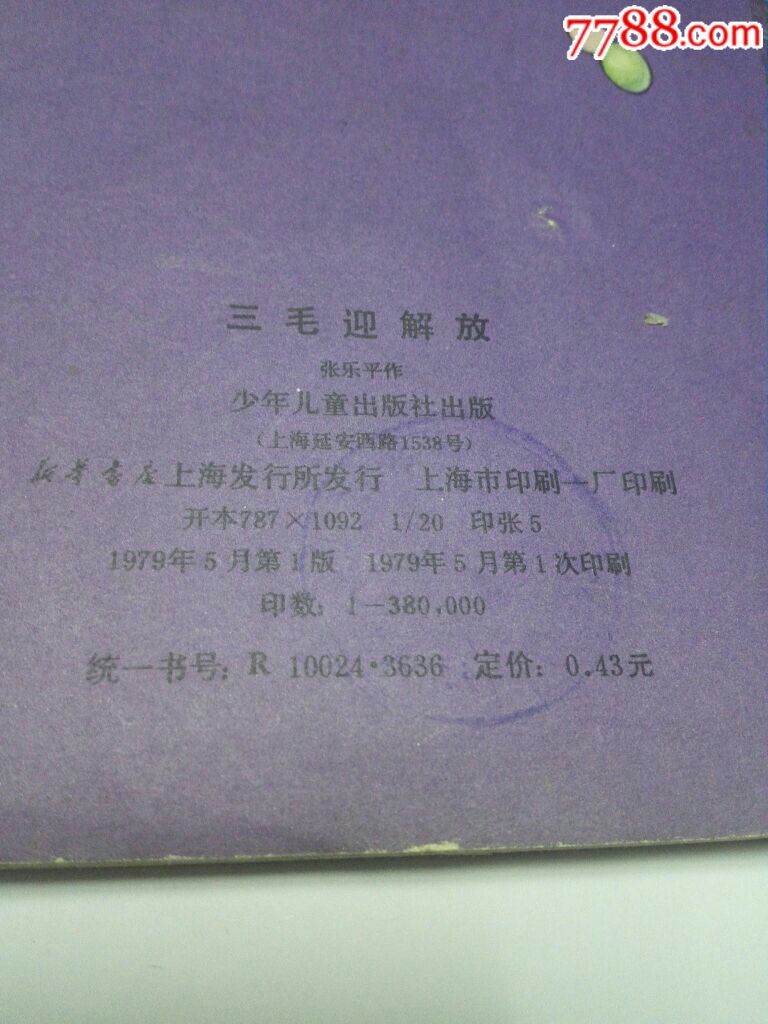 7788.com
三毛迎解放
张乐平作
少年儿童出版社出版
(上海延安西路1538号)
新华书店上海发行所发行 上海市印刷一厂印刷
开本787×1092 1/20 印张5
1979年5月第1版 1979年5月第1次印刷
印数: 1—380,000
统一书号: R 10024·3636 定价: 0.43元